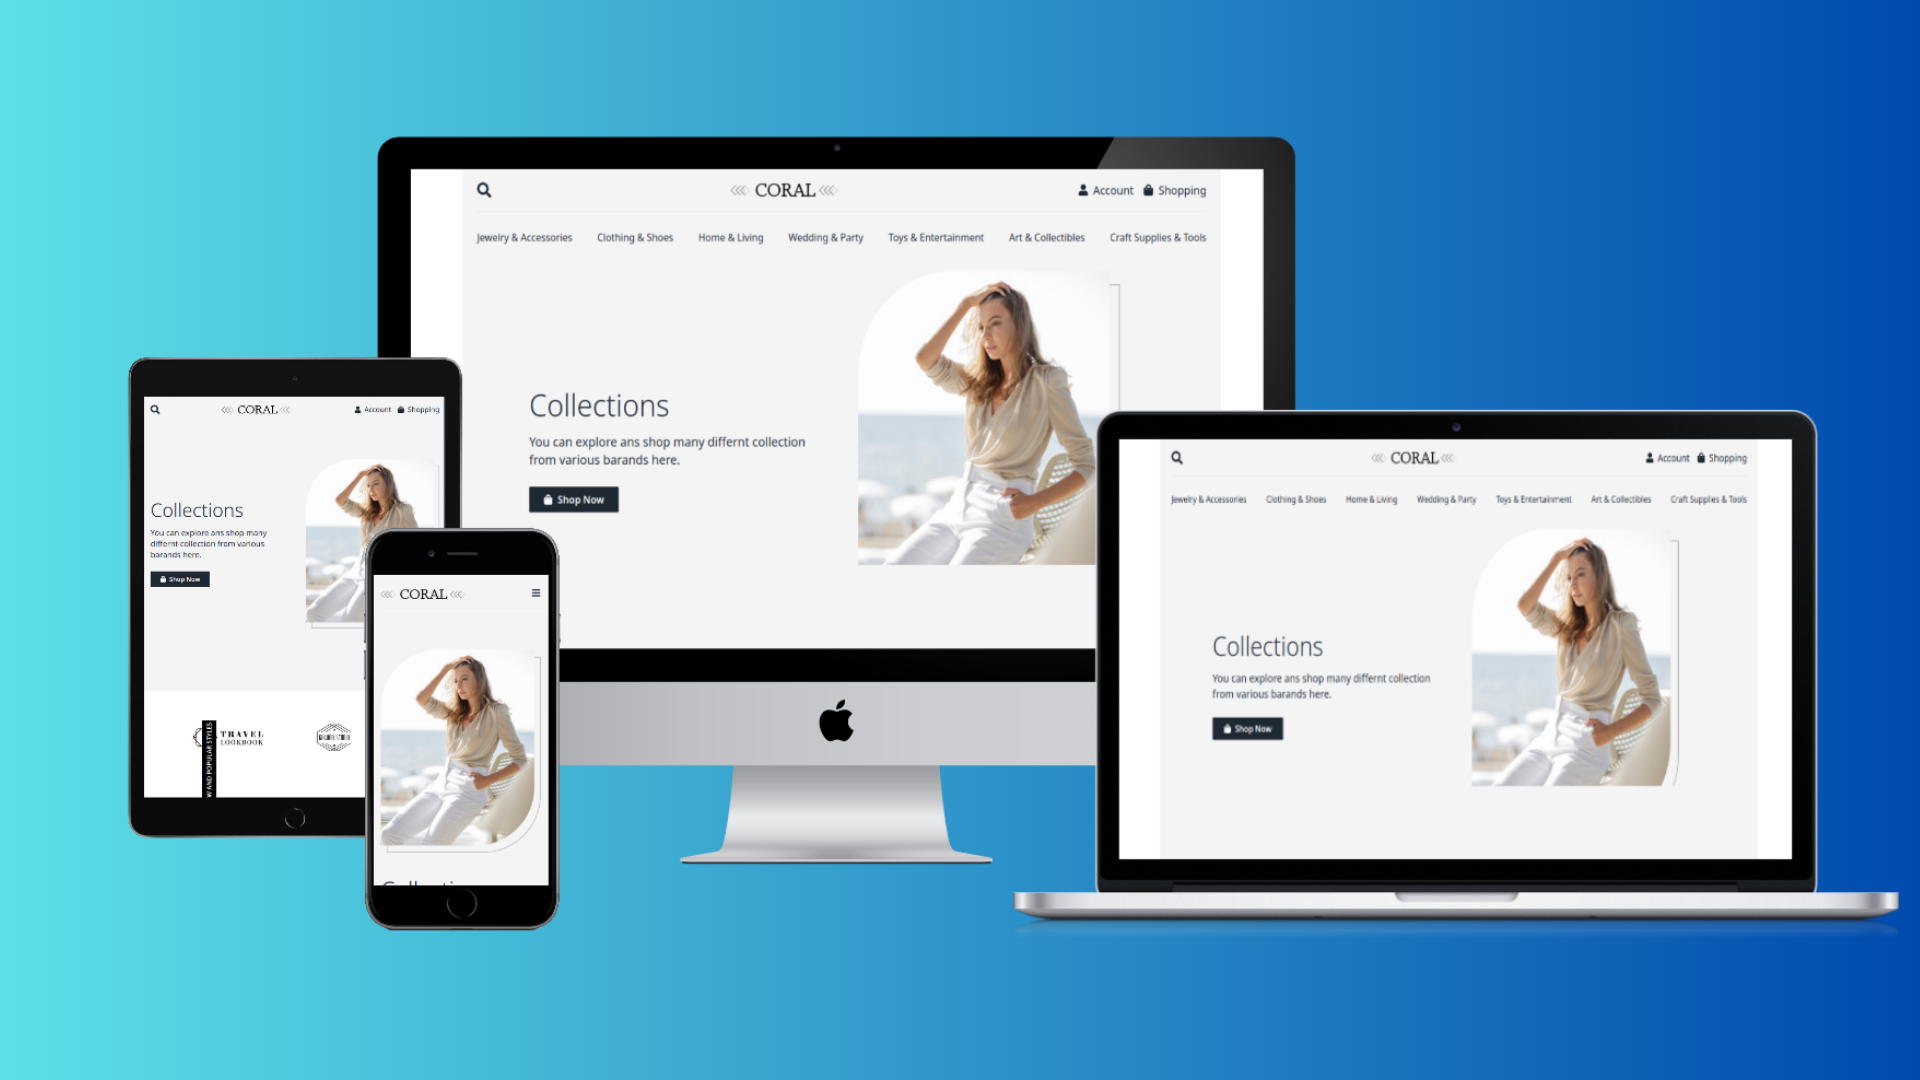 CORAL
Account
Shopping
Jewelry & Accessories
Clothing & Shoes
Home & Living
Wedding & Party
Toys & Entertainment
Art & Collectibles
Craft Supplies & Tools
Collections
You can explore ans shop many differnt collection
from various barands here.
Shop Now
CORAL
Account
Shopping
Collections
You can explore ans shop many
differnt collection from various
barands here.
Shop Now
TRAVEL
LOOKBOOK
AND POPULAR STYLES
CORAL
CORAL
Account
Shopping
Jewelry & Accessories
Clothing & Shoes
Home & Living
Wedding & Party
Toys & Entertainment
Art & Collectibles
Craft Supplies & Tools
Collections
You can explore ans shop many differnt collection
from various barands here.
Shop Now